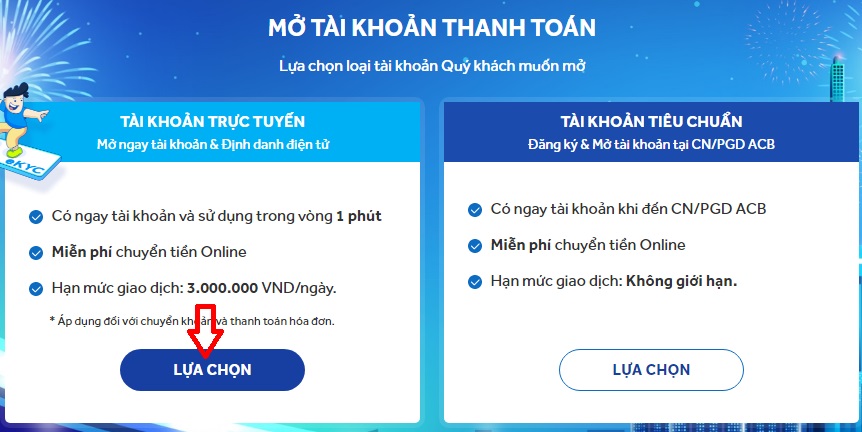 MỞ TÀI KHOẢN THANH TOÁN
Lựa chọn loại tài khoản Quý khách muốn mở
TÀI KHOẢN TRỰC TUYẾN
Mở ngay tài khoản & Định danh điện tử
eKYC
Có ngay tài khoản và sử dụng trong vòng 1 phút
Miễn phí chuyển tiền Online
Hạn mức giao dịch: 3.000.000 VND/ngày.
* Áp dụng đối với chuyển khoản và thanh toán hóa đơn.
LỰA CHỌN
TÀI KHOẢN TIÊU CHUẨN
Đăng ký & Mở tài khoản tại CN/PGD ACB
Có ngay tài khoản khi đến CN/PGD ACB
Miễn phí chuyển tiền Online
Hạn mức giao dịch: Không giới hạn.
LỰA CHỌN